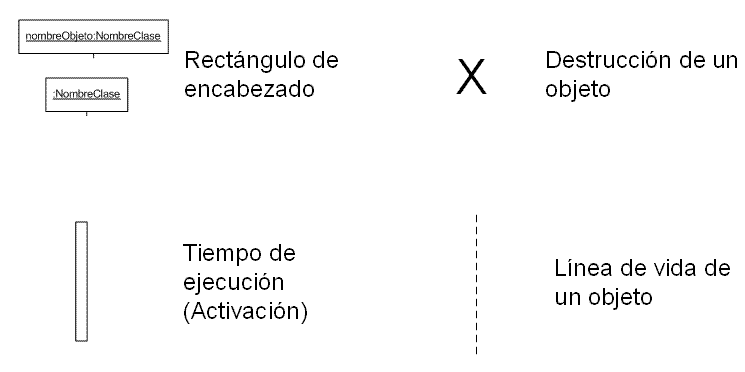 nombreObjeto:NombreClase
:NombreClase
Rectángulo de
encabezado
X
Destrucción de un
objeto
Tiempo de
ejecución
(Activación)
Línea de vida de
un objeto